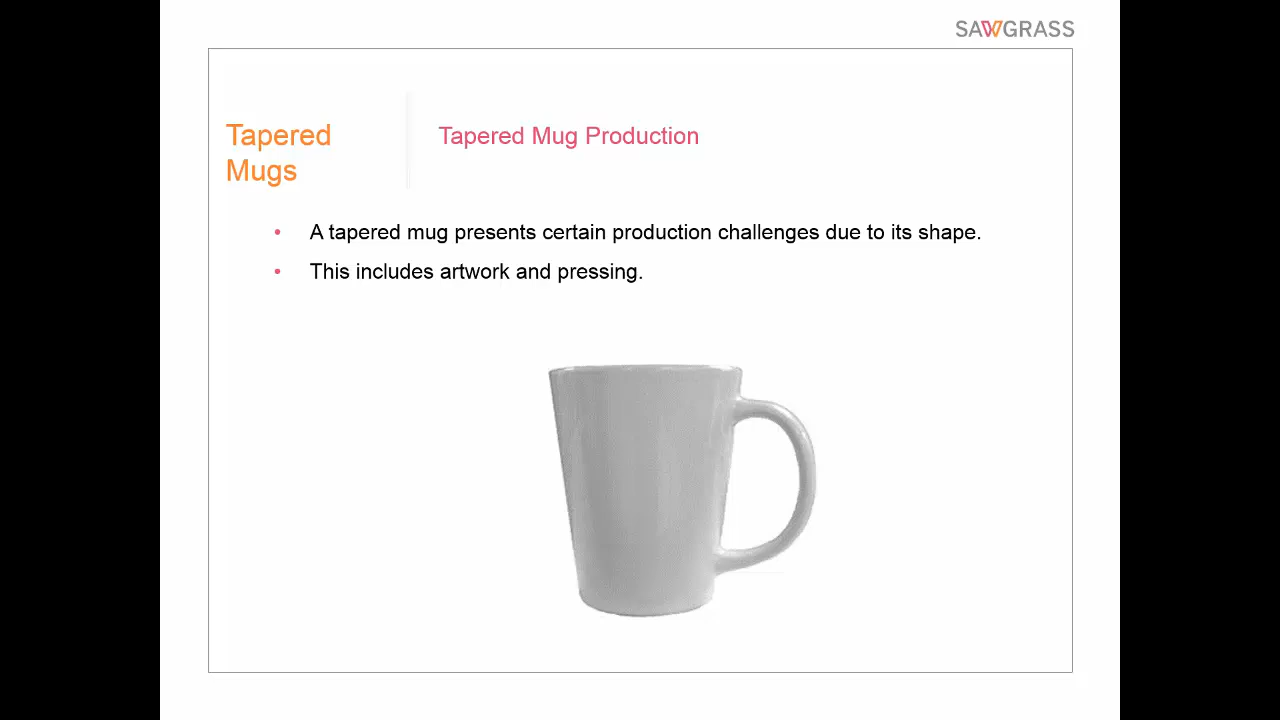 SAWGRASS
Tapered
Mugs
Tapered Mug Production
• A tapered mug presents certain production challenges due to its shape.
• This includes artwork and pressing.